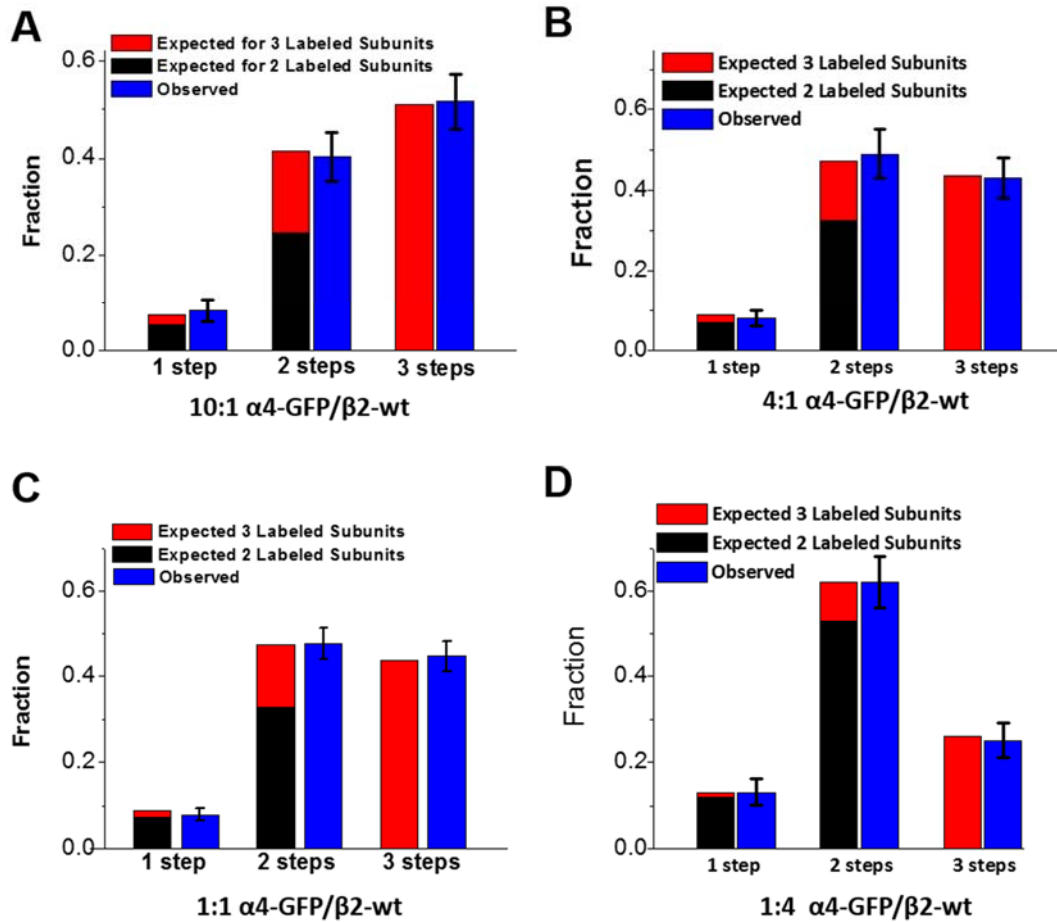 A
Expected for 3 Labeled Subunits
Expected for 2 Labeled Subunits
Observed
Fraction
0.6
0.4
0.2
0.0
1 step
2 steps
3 steps
10:1 α4-GFP/β2-wt
B
Expected 3 Labeled Subunits
Expected 2 Labeled Subunits
Observed
Fraction
0.6
0.4
0.2
0.0
1 step
2 steps
3 steps
4:1 α4-GFP/β2-wt
C
Expected 3 Labeled Subunits
Expected 2 Labeled Subunits
Observed
Fraction
0.6
0.4
0.2
0.0
1 step
2 steps
3 steps
1:1 α4-GFP/β2-wt
D
Expected 3 Labeled Subunits
Expected 2 Labeled Subunits
Observed
Fraction
0.6
0.4
0.2
0.0
1 step
2 steps
3 steps
1:4 α4-GFP/β2-wt